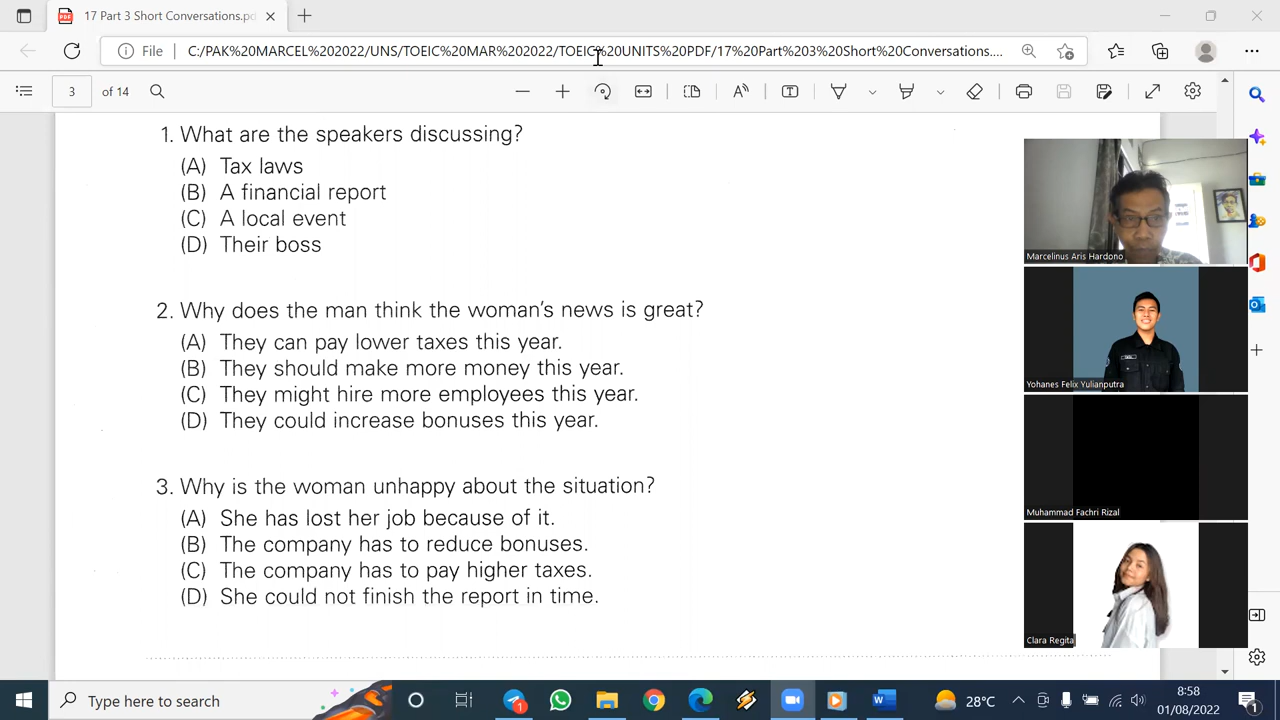 17 Part 3 Short Conversations.pd
File C:/PAK%20MARCEL%202022/UNS/TOEIC%20MAR%202022/TOEIC%20UNITS%20PDF/17%20Part%203%20Short%20Conversations....
3 of 14
1. What are the speakers discussing?
(A) Tax laws
(B) A financial report
(C) A local event
(D) Their boss
2. Why does the man think the woman's news is great?
(A) They can pay lower taxes this year.
(B) They should make more money this year.
(C) They might hire more employees this year.
(D) They could increase bonuses this year.
3. Why is the woman unhappy about the situation?
(A) She has lost her job because of it.
(B) The company has to reduce bonuses.
(C) The company has to pay higher taxes.
(D) She could not finish the report in time.
Marcelinus Aris Hardono
Yohanes Felix Yulianputra
Muhammad Fachri Rizal
Clara Regita
Type here to search
28°C
8:58
01/08/2022